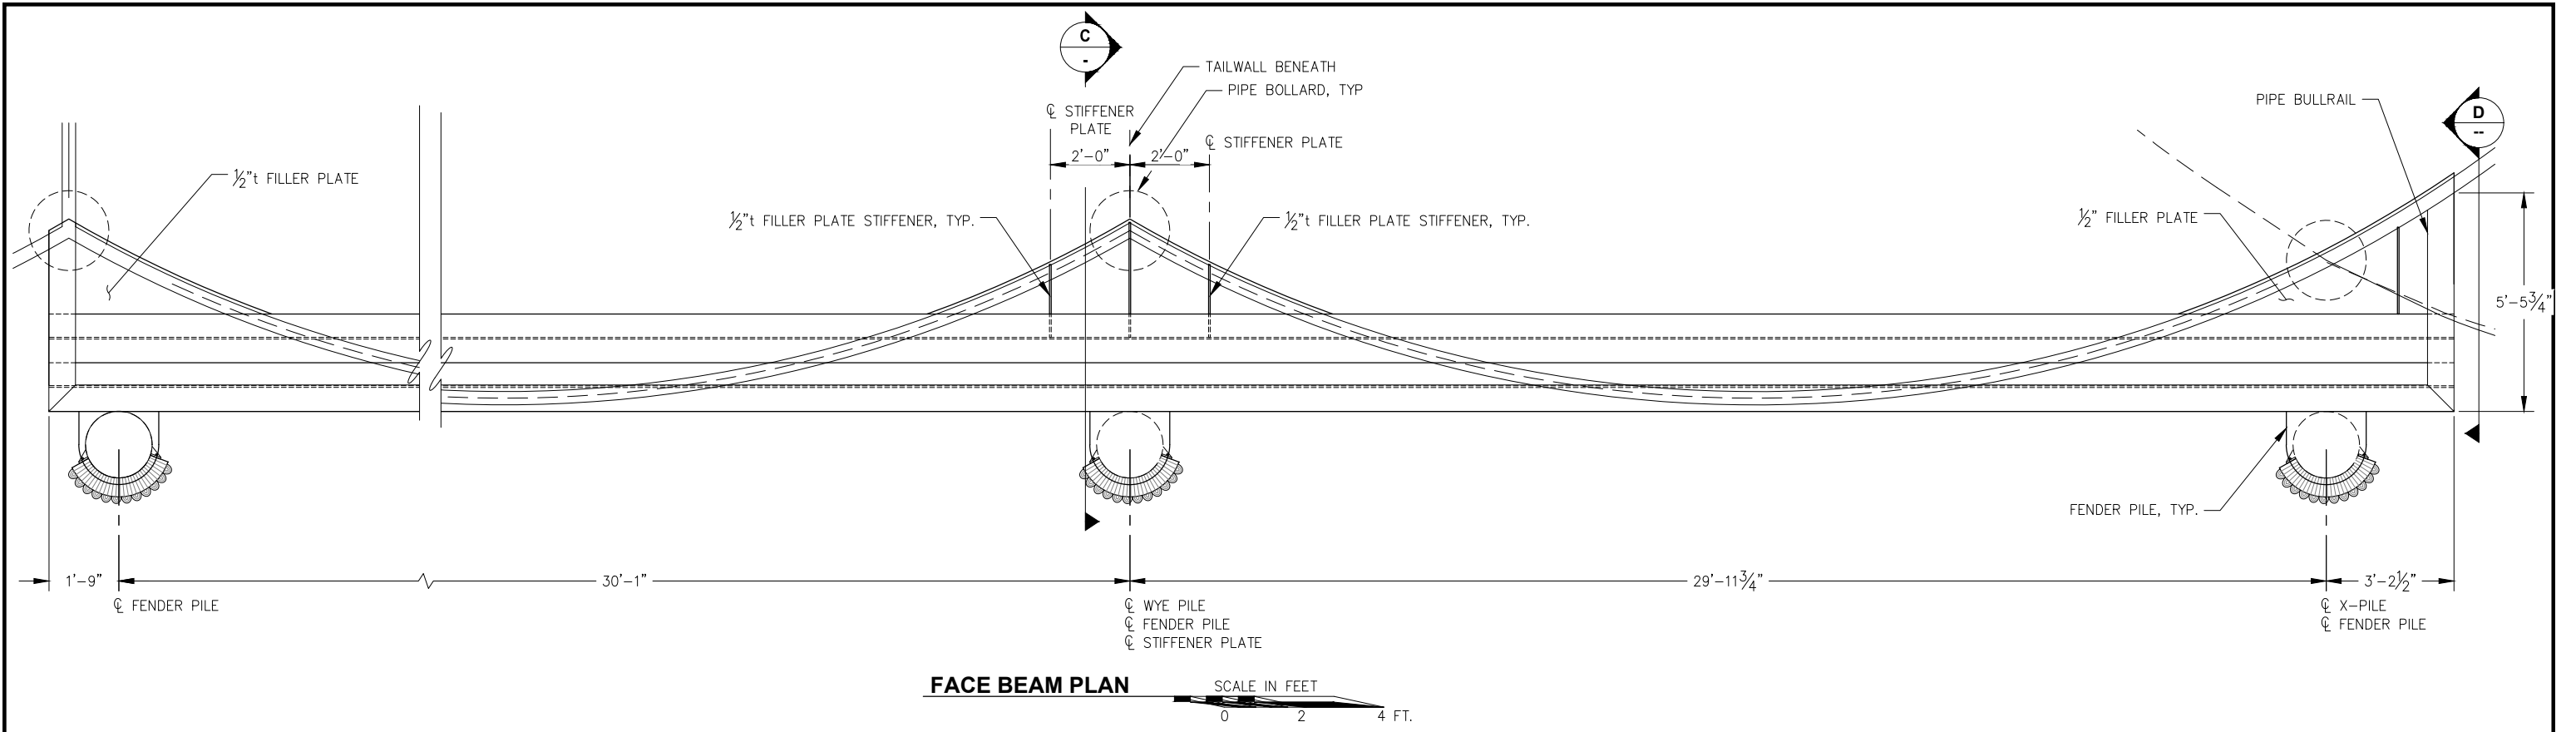 C
-
TAILWALL BENEATH
PIPE BOLLARD, TYP
PIPE BULLRAIL
D
--
℄ STIFFENER
PLATE
℄ STIFFENER PLATE
2'-0"
2'-0"
½"t FILLER PLATE
½"t FILLER PLATE STIFFENER, TYP.
½"t FILLER PLATE STIFFENER, TYP.
½" FILLER PLATE
5'-5¾"
FENDER PILE, TYP.
1'-9"
30'-1"
29'-11¾"
3'-2½"
℄ FENDER PILE
℄ WYE PILE
℄ FENDER PILE
℄ STIFFENER PLATE
℄ X-PILE
℄ FENDER PILE
FACE BEAM PLAN
SCALE IN FEET
0 2 4 FT.